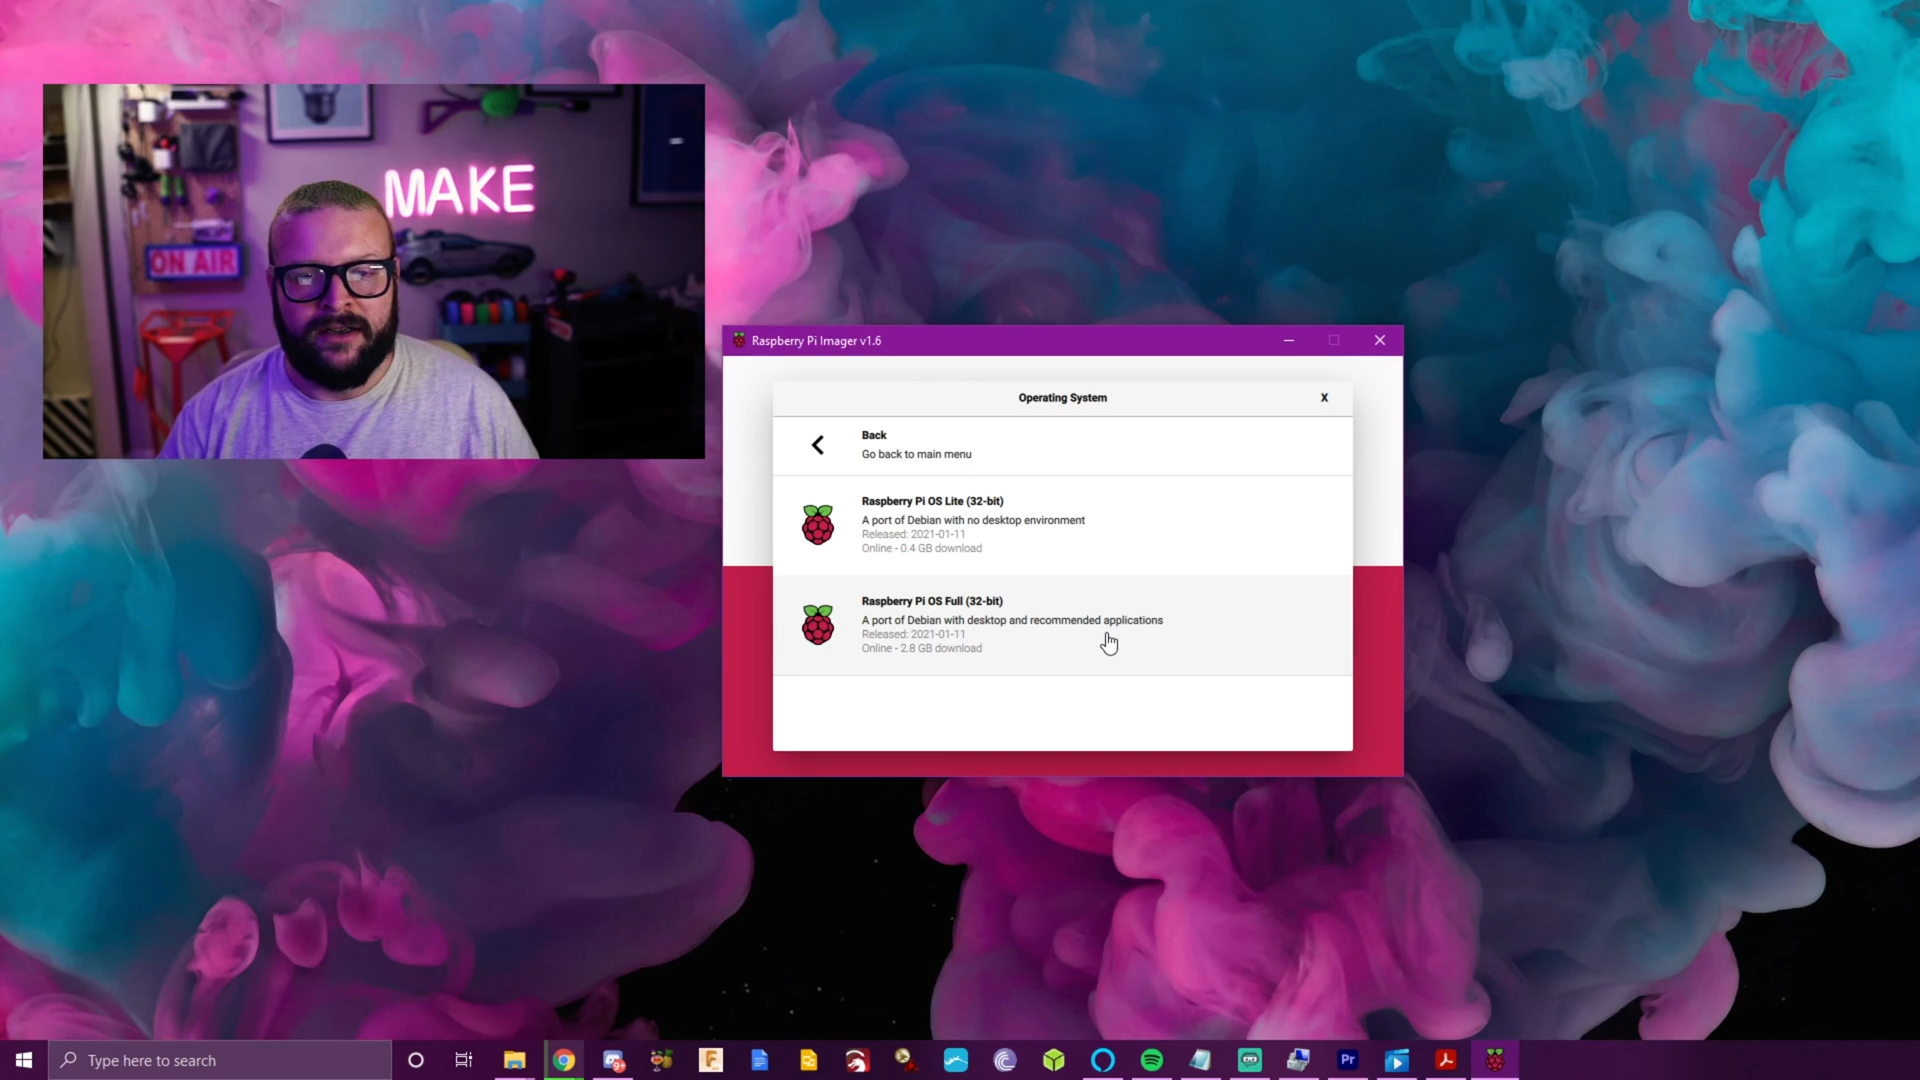 MAKE
ON AIR
Raspberry Pi Imager v1.6
Operating System
X
Back
Go back to main menu
Raspberry Pi OS Lite (32-bit)
A port of Debian with no desktop environment
Released: 2021-01-11
Online - 0.4 GB download
Raspberry Pi OS Full (32-bit)
A port of Debian with desktop and recommended applications
Released: 2021-01-11
Online - 2.8 GB download
Type here to search
9+
F
Pr